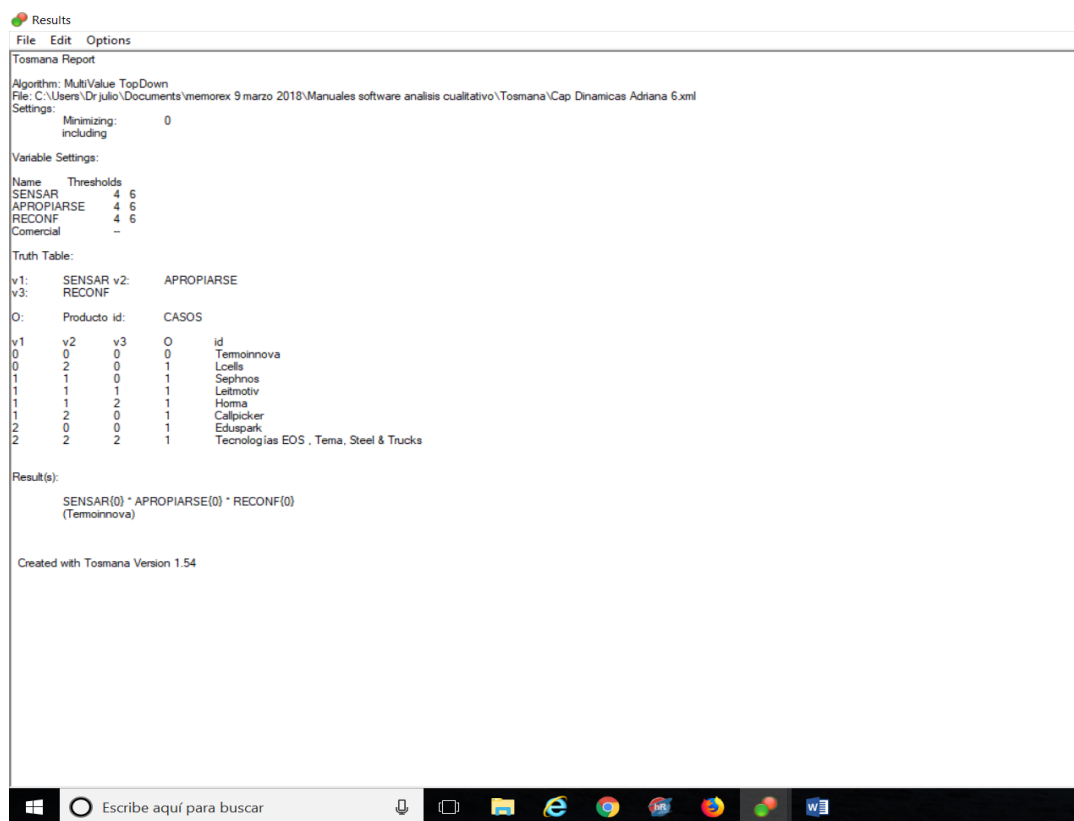 Results
File Edit Options
Tosmana Report
Algorithm: MultiValue TopDown
File: C:\Users\Dr julio\Documents\memorex 9 marzo 2018\Manuales software analisis cualitativo\Tosmana\Cap Dinamicas Adriana 6.xml
Settings:
Minimizing: 0
including
Variable Settings:
Name Thresholds
SENSAR 4 6
APROPIARSE 4 6
RECONF 4 6
Comercial --
Truth Table:
v1: SENSAR v2: APROPIARSE
v3: RECONF
O: Producto id: CASOS
v1 v2 v3 O id
0 0 0 0 Termoinnova
0 2 0 1 Lcells
1 1 0 1 Sephnos
1 1 1 1 Leitmotiv
1 1 2 1 Horma
1 2 0 1 Callpicker
2 0 0 1 Eduspark
2 2 2 1 Tecnologías EOS , Tema, Steel & Trucks
Result(s):
SENSAR{0} * APROPIARSE{0} * RECONF{0}
(Termoinnova)
Created with Tosmana Version 1.54
Escribe aquí para buscar